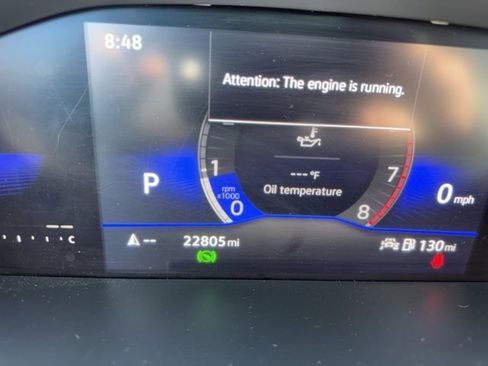 8:48
Attention: The engine is running.
1
7
--- °F
P
rpm
x1000
Oil temperature
0 mph
0
8
C
--
22805 mi
130 mi